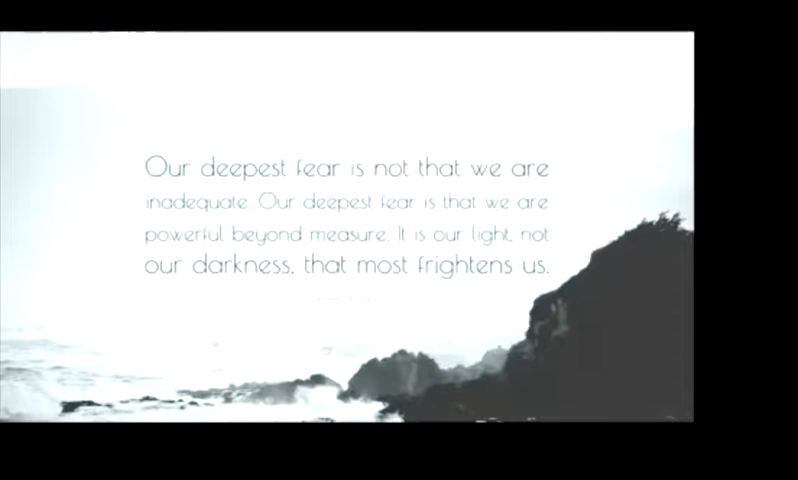 Our deepest fear is not that we are
inadequate. Our deepest fear is that we are
powerful beyond measure. It is our light, not
our darkness, that most frightens us.